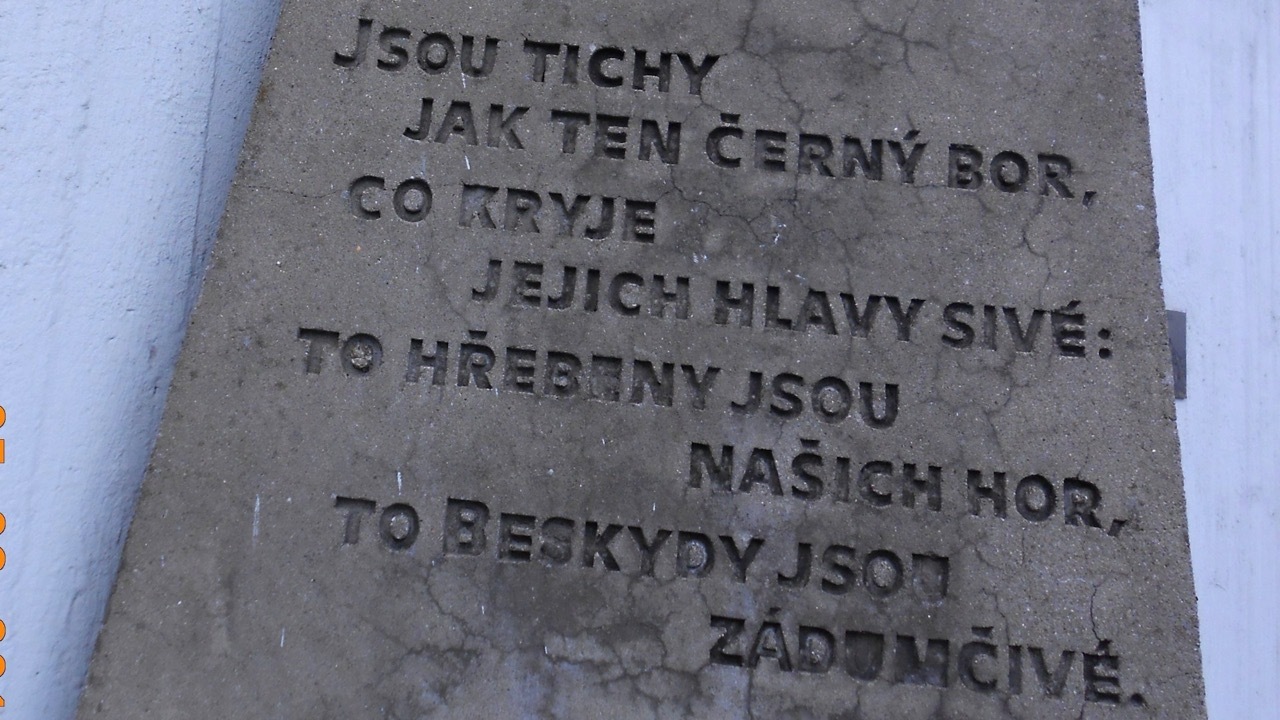 JSOU TICHY
JAK TEN ČERNÝ BOR,
CO KRYJE
JEJICH HLAVY SIVÉ:
TO HŘEBENY JSOU
NAŠICH HOR,
TO BESKYDY JSOU
ZÁDUMČIVÉ.